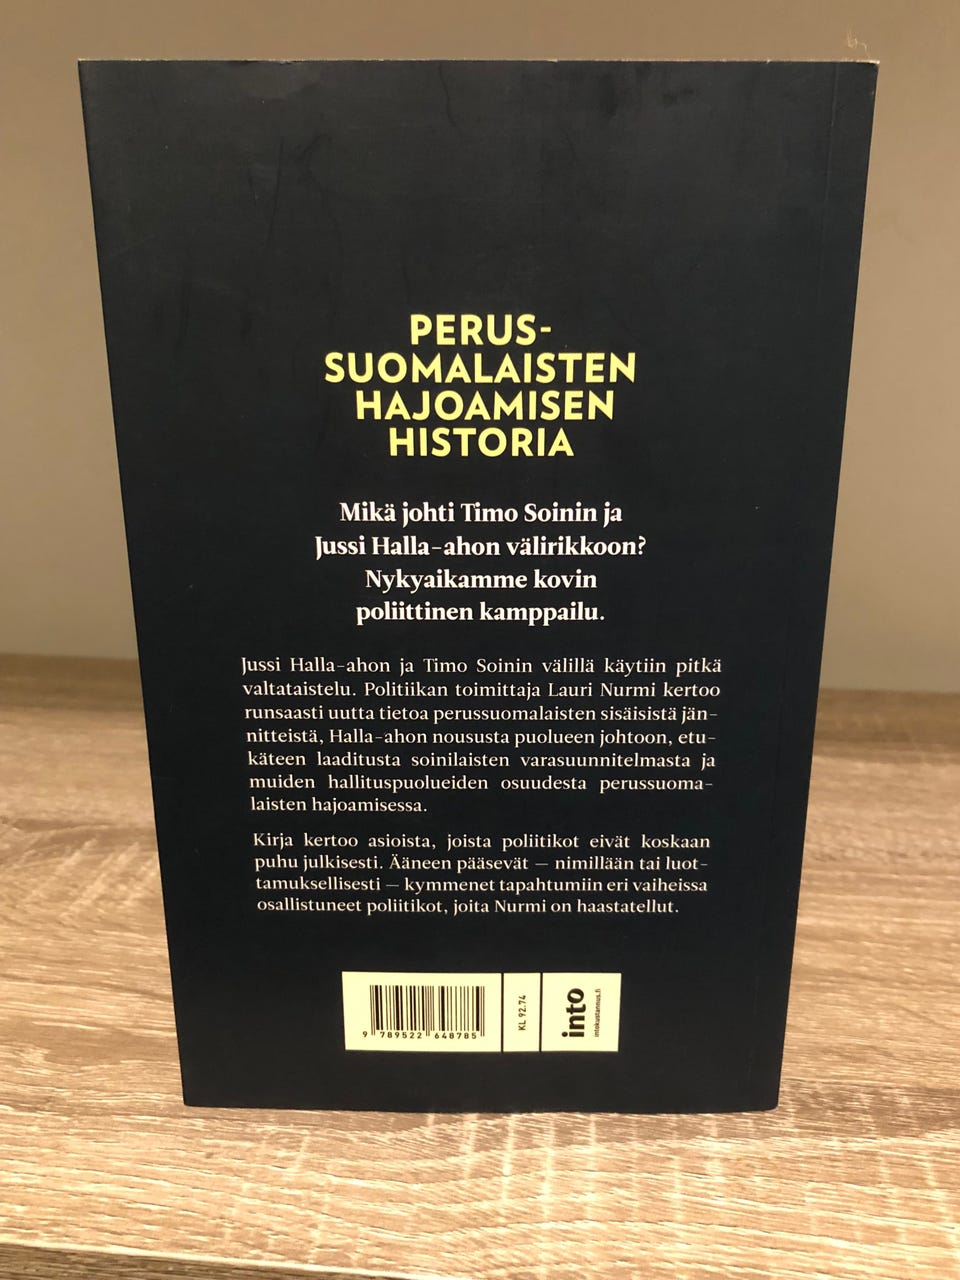 PERUS-
SUOMALAISTEN
HAJOAMISEN
HISTORIA
Mikä johti Timo Soinin ja
Jussi Halla-ahon välirikkoon?
Nykyaikamme kovin
poliittinen kamppailu.
Jussi Halla-ahon ja Timo Soinin välillä käytiin pitkä
valtataistelu. Politiikan toimittaja Lauri Nurmi kertoo
runsaasti uutta tietoa perussuomalaisten sisäisistä jän-
nitteistä, Halla-ahon noususta puolueen johtoon, etu-
käteen laaditusta soinilaisten varasuunnitelmasta ja
muiden hallituspuolueiden osuudesta perussuoma-
laisten hajoamisessa.
Kirja kertoo asioista, joista poliitikot eivät koskaan
puhu julkisesti. Ääneen pääsevät – nimillään tai luot-
tamuksellisesti – kymmenet tapahtumiin eri vaiheissa
osallistuneet poliitikot, joita Nurmi on haastatellut.
9 789522 648785
KL 92.74
into
intokustannus.fi